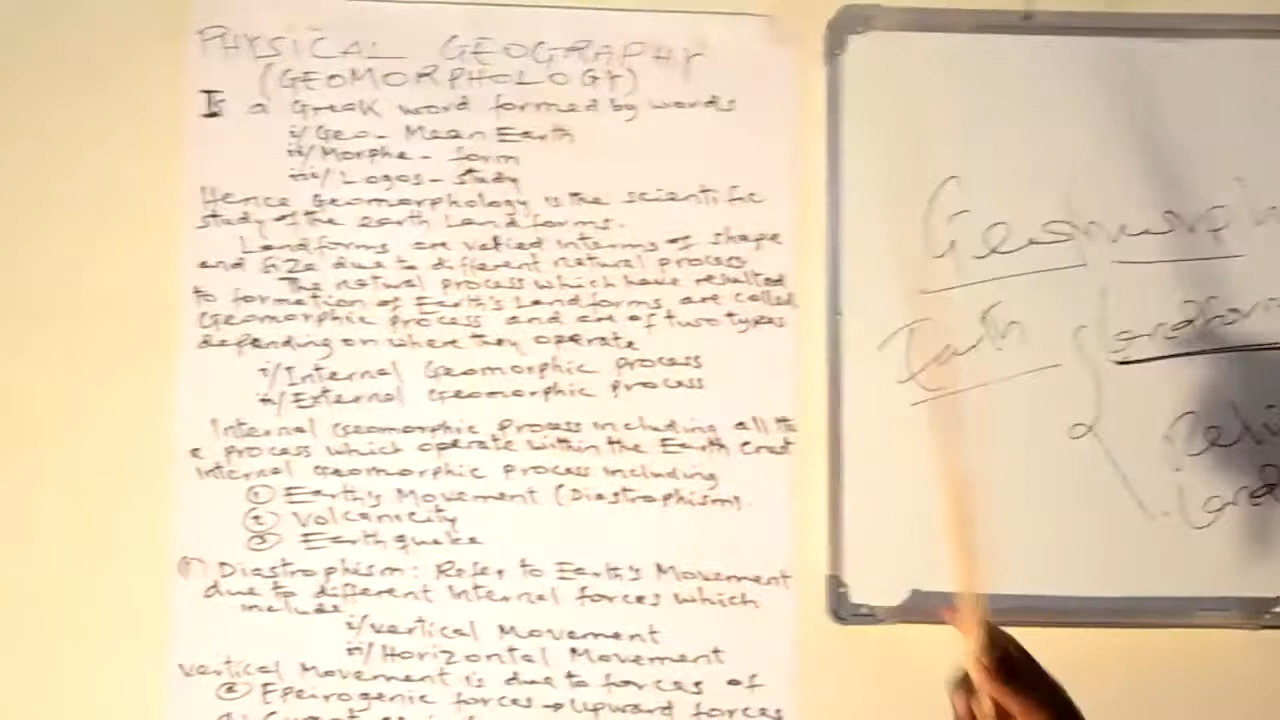 PHYSICAL GEOGRAPHY
(GEOMORPHOLOGY)
Is a Greak word formed by words
i/ Geo - Mean Earth
ii/ Morphe - form
iii/ Logos - study
Hence Geomorphology is the scientific
study of the earth Landforms.
Landforms are varied interms of shape
and size due to different natural process
The natural process which have resulted
to formation of Earth's Landforms are called
Geomorphic process and are of two types
depending on where they operate
i/ Internal Geomorphic process
ii/ External Geomorphic process
Internal Geomorphic Process including all th
e process which operate within the Earth Crust
Internal Geomorphic process including
① Earth's Movement (Diastrophism).
② Volcanicity
③ Earthquake
Diastrophism: Refer to Earth's Movement
due to different Internal forces which
include
i/ Vertical Movement
ii/ Horizontal Movement
Vertical Movement is due to forces of
Epeirogenic forces → Upward forces
Earth
landform